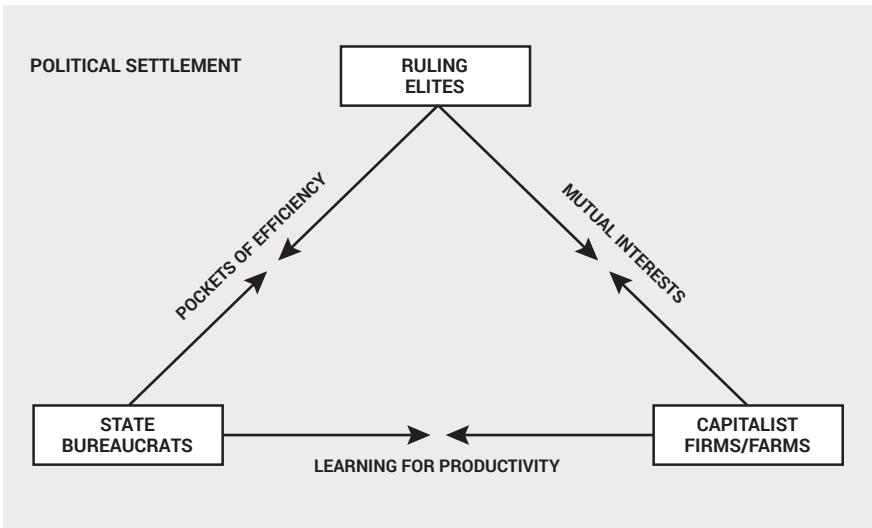 POLITICAL SETTLEMENT
RULING
ELITES
POCKETS OF EFFICIENCY
MUTUAL INTERESTS
STATE
BUREAUCRATS
CAPITALIST
FIRMS/FARMS
LEARNING FOR PRODUCTIVITY